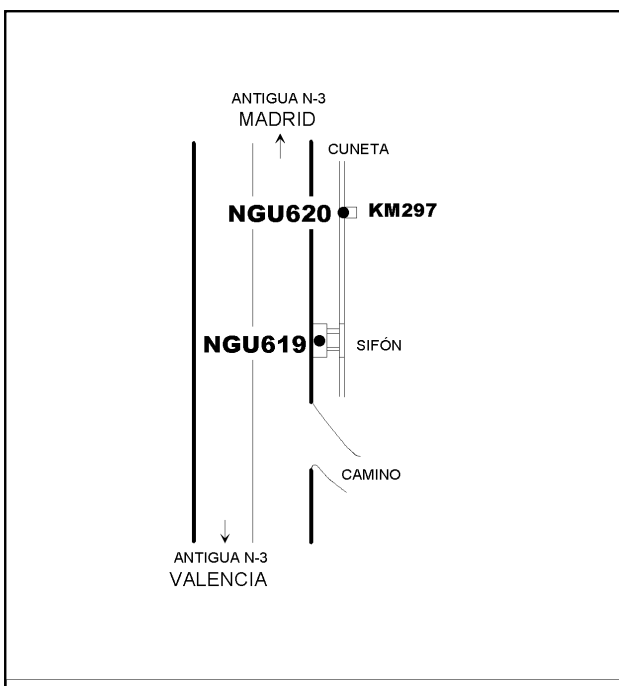 ANTIGUA N-3
MADRID
CUNETA
NGU620
KM297
NGU619
SIFÓN
CAMINO
ANTIGUA N-3
VALENCIA